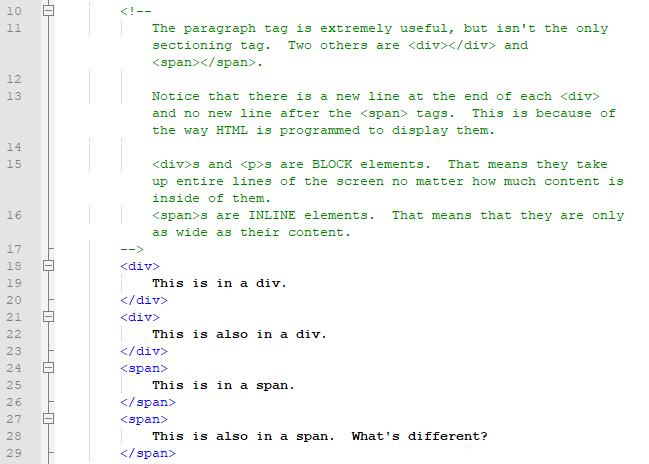 10 <!--
11 The paragraph tag is extremely useful, but isn't the only
sectioning tag.  Two others are <div></div> and
<span></span>.
12
13 Notice that there is a new line at the end of each <div>
and no new line after the <span> tags.  This is because of
the way HTML is programmed to display them.
14
15 <div>s and <p>s are BLOCK elements.  That means they take
up entire lines of the screen no matter how much content is
inside of them.
16 <span>s are INLINE elements.  That means that they are only
as wide as their content.
17 -->
18 <div>
19 This is in a div.
20 </div>
21 <div>
22 This is also in a div.
23 </div>
24 <span>
25 This is in a span.
26 </span>
27 <span>
28 This is also in a span.  What's different?
29 </span>